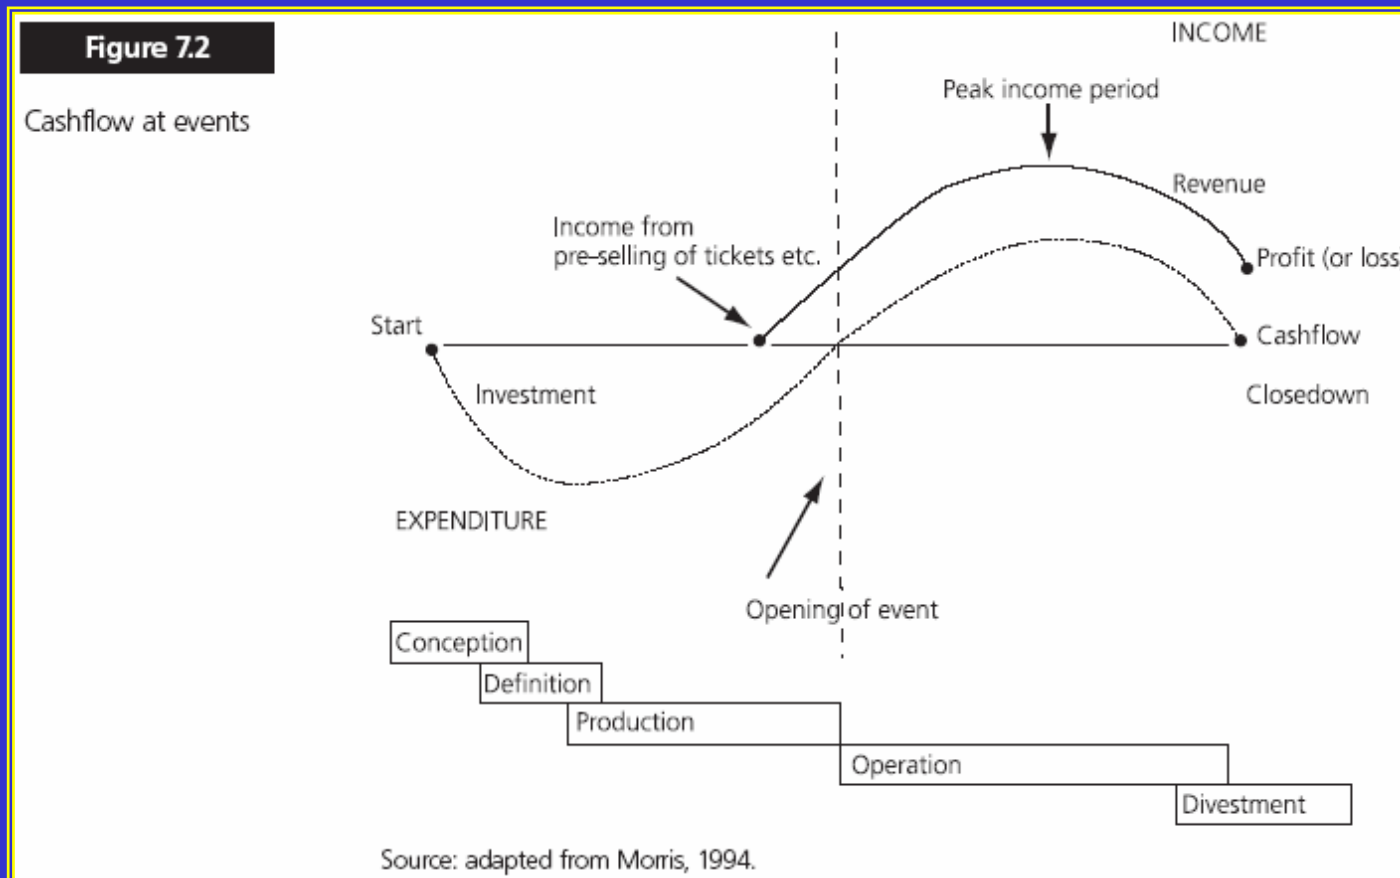 Figure 7.2
Cashflow at events
INCOME
Peak income period
Revenue
Income from
pre-selling of tickets etc.
Profit (or loss
Start
Cashflow
Investment
Closedown
EXPENDITURE
Opening of event
Conception
Definition
Production
Operation
Divestment
Source: adapted from Morris, 1994.